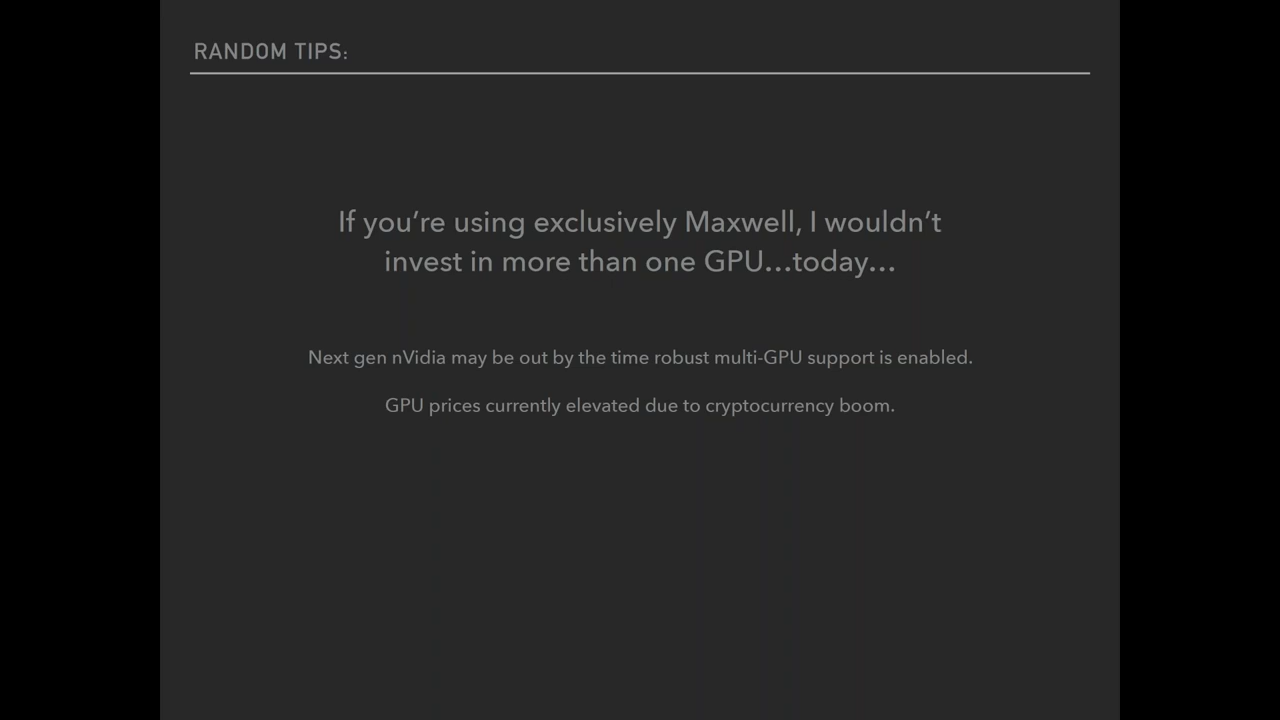 RANDOM TIPS:
If you’re using exclusively Maxwell, I wouldn’t
invest in more than one GPU…today…
Next gen nVidia may be out by the time robust multi-GPU support is enabled.
GPU prices currently elevated due to cryptocurrency boom.